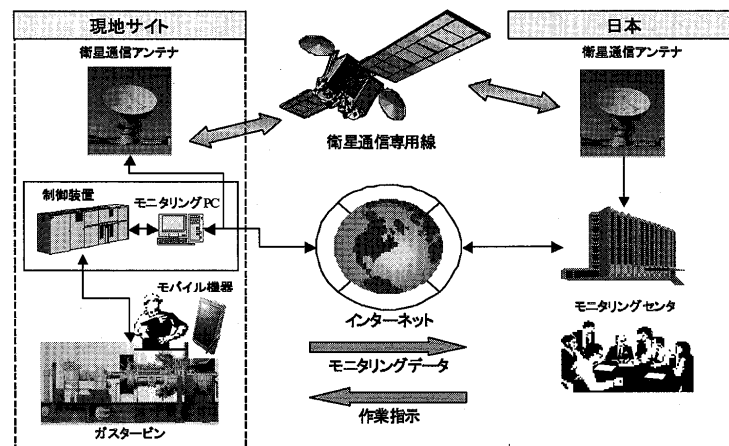 現地サイト
日本
衛星通信アンテナ
衛星通信アンテナ
衛星通信専用線
制御装置
モニタリングPC
モバイル機器
インターネット
モニタリングセンタ
モニタリングデータ
作業指示
ガスタービン